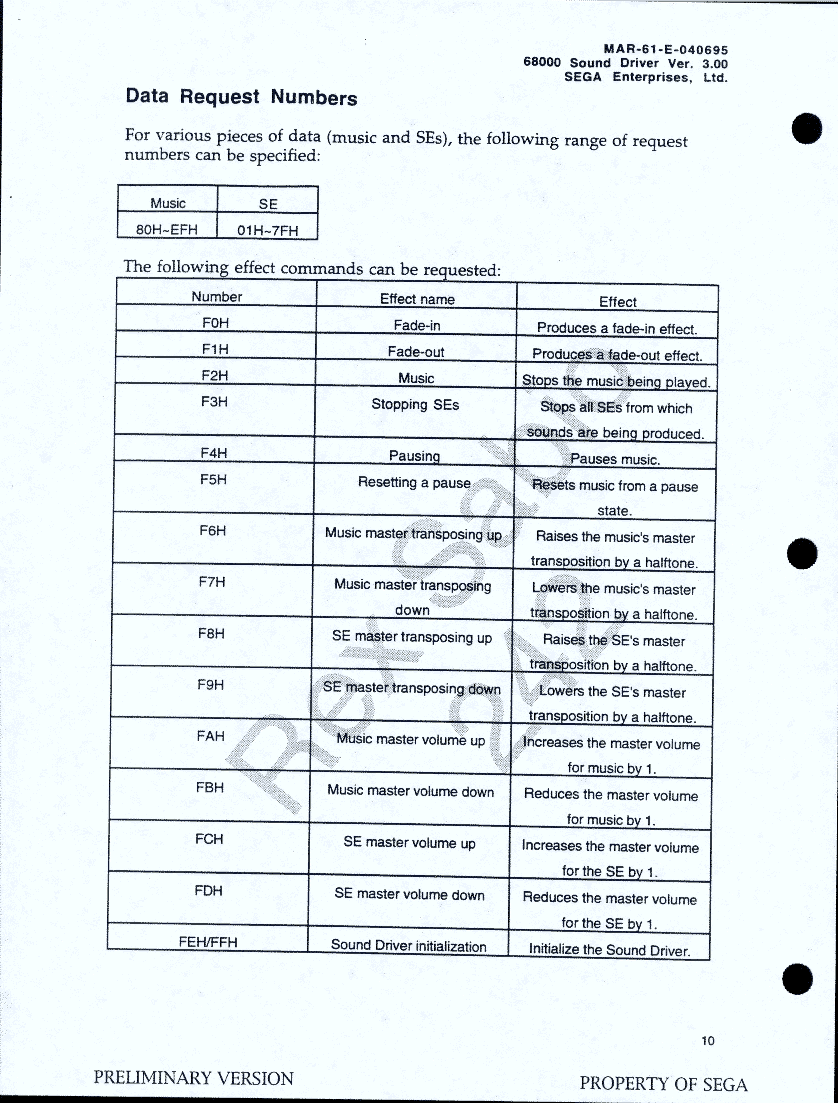 MAR-61-E-040695
68000 Sound Driver Ver. 3.00
SEGA Enterprises, Ltd.
Data Request Numbers
For various pieces of data (music and SEs), the following range of request
numbers can be specified:
Music SE
80H~EFH 01H~7FH
The following effect commands can be requested:
Number Effect name Effect
F0H Fade-in Produces a fade-in effect.
F1H Fade-out Produces a fade-out effect.
F2H Music Stops the music being played.
F3H Stopping SEs Stops all SEs from which
sounds are being produced.
F4H Pausing Pauses music.
F5H Resetting a pause Resets music from a pause
state.
F6H Music master transposing up Raises the music's master
transposition by a halftone.
F7H Music master transposing Lowers the music's master
down transposition by a halftone.
F8H SE master transposing up Raises the SE's master
transposition by a halftone.
F9H SE master transposing down Lowers the SE's master
transposition by a halftone.
FAH Music master volume up Increases the master volume
for music by 1.
FBH Music master volume down Reduces the master volume
for music by 1.
FCH SE master volume up Increases the master volume
for the SE by 1.
FDH SE master volume down Reduces the master volume
for the SE by 1.
FEH/FFH Sound Driver initialization Initialize the Sound Driver.
Rex Sabio
242
10
PRELIMINARY VERSION PROPERTY OF SEGA